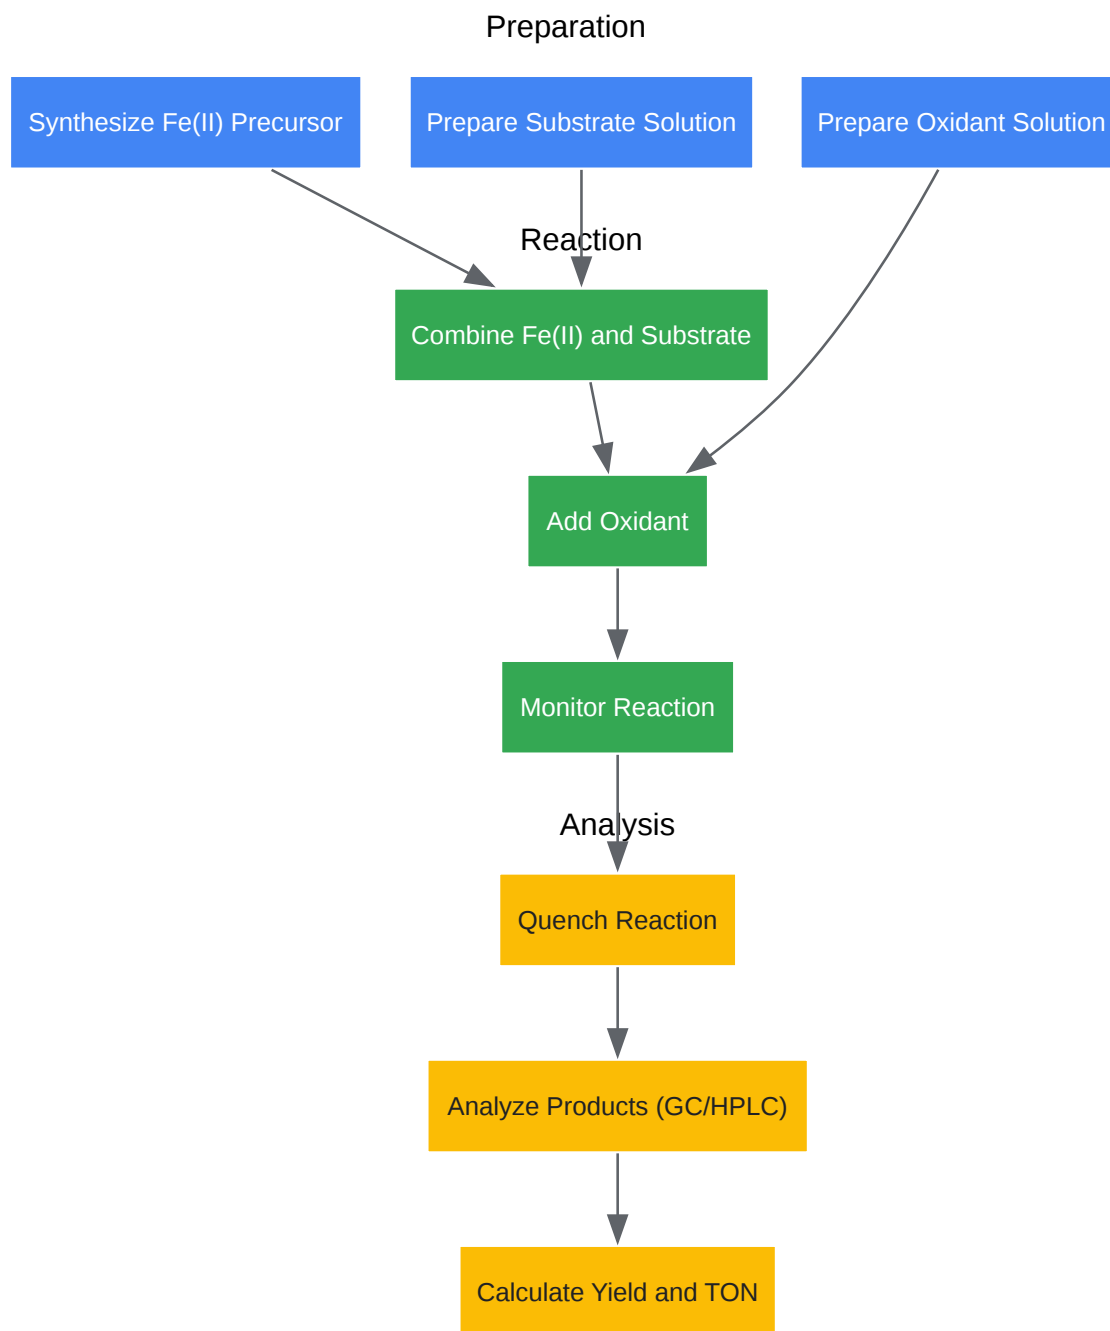 Preparation
Synthesize Fe(II) Precursor
Prepare Substrate Solution
Prepare Oxidant Solution
Reaction
Combine Fe(II) and Substrate
Add Oxidant
Monitor Reaction
Analysis
Quench Reaction
Analyze Products (GC/HPLC)
Calculate Yield and TON